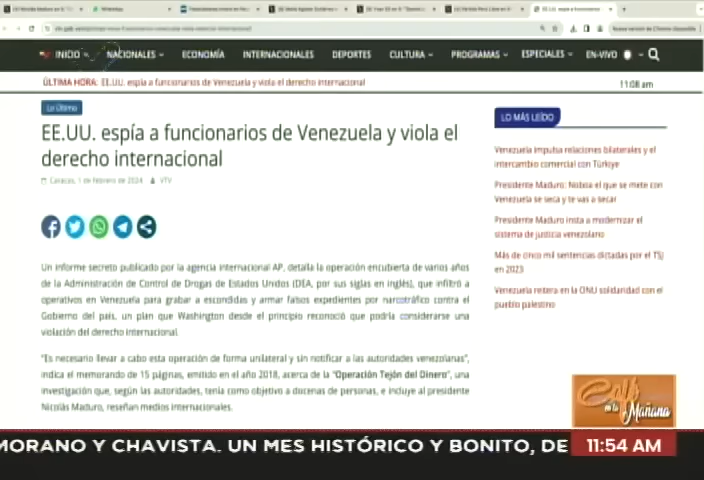 INICIO
NACIONALES
ECONOMÍA
INTERNACIONALES
DEPORTES
CULTURA
PROGRAMAS
ESPECIALES
EN-VIVO
ÚLTIMA HORA: EE.UU. espía a funcionarios de Venezuela y viola el derecho internacional
11:08 am
Lo Último
EE.UU. espía a funcionarios de Venezuela y viola el
derecho internacional
Caracas, 1 de febrero de 2024 VTV
Un informe secreto publicado por la agencia internacional AP, detalla la operación encubierta de varios años
de la Administración de Control de Drogas de Estados Unidos (DEA, por sus siglas en inglés), que infiltró a
operativos en Venezuela para grabar a escondidas y armar falsos expedientes por narcotráfico contra el
Gobierno del país, un plan que Washington desde el principio reconoció que podría considerarse una
violación del derecho internacional.
"Es necesario llevar a cabo esta operación de forma unilateral y sin notificar a las autoridades venezolanas",
indica el memorando de 15 páginas, emitido en el año 2018, acerca de la "Operación Tejón del Dinero", una
investigación que, según las autoridades, tenía como objetivo a docenas de personas, e incluye al presidente
Nicolás Maduro, reseñan medios internacionales.
LO MÁS LEÍDO
Venezuela impulsa relaciones bilaterales y el
intercambio comercial con Türkiye
Presidente Maduro: Noboa el que se mete con
Venezuela se seca y te vas a secar
Presidente Maduro insta a modernizar el
sistema de justicia venezolano
Más de cinco mil sentencias dictadas por el TSJ
en 2023
Venezuela reitera en la ONU solidaridad con el
pueblo palestino
Café
en la
Mañana
MORANO Y CHAVISTA. UN MES HISTÓRICO Y BONITO, DE
11:54 AM